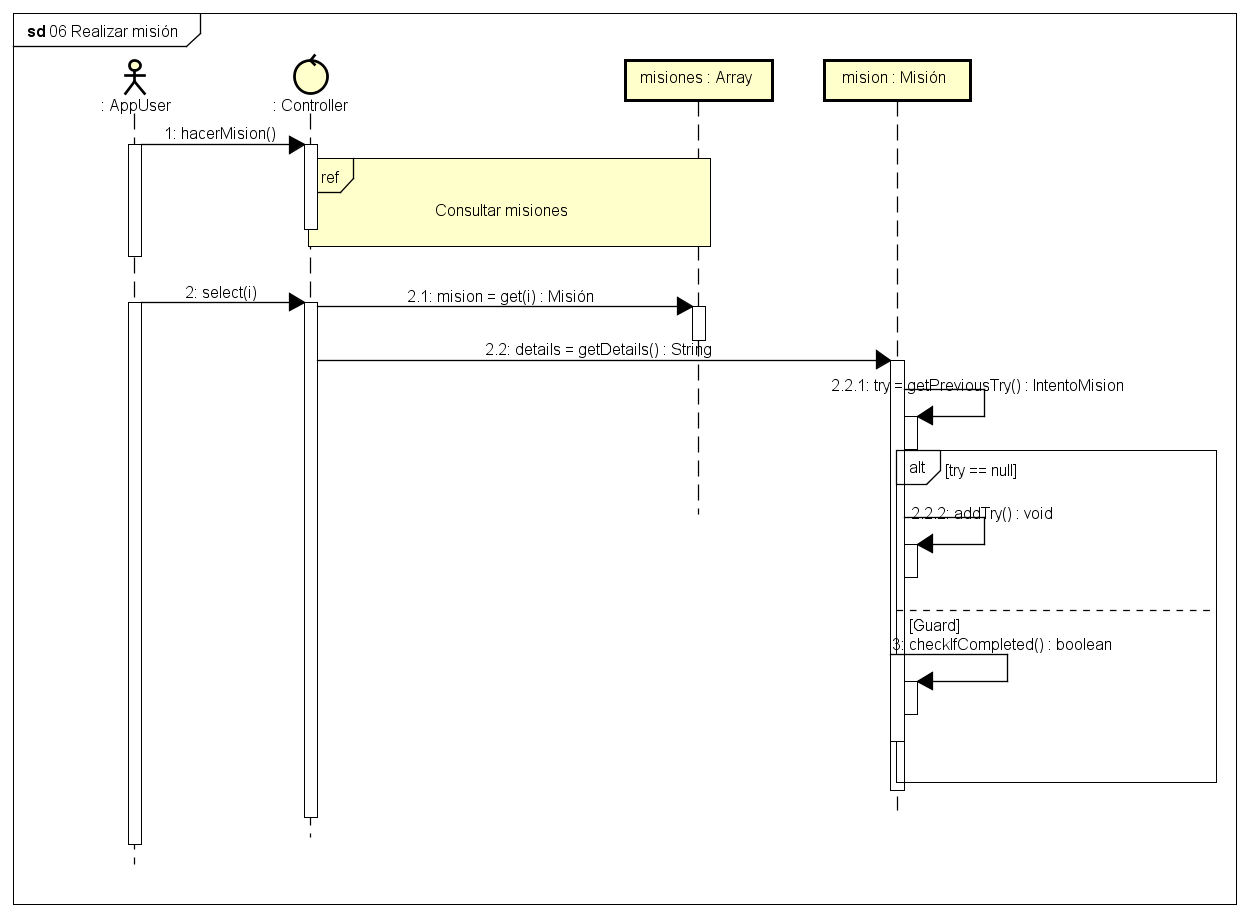 sd 06 Realizar misión
: AppUser
: Controller
misiones : Array
mision : Misión
1: hacerMision()
ref
Consultar misiones
2: select(i)
2.1: mision = get(i) : Misión
2.2: details = getDetails() : String
2.2.1: try = getPreviousTry() : IntentoMision
alt
[try == null]
2.2.2: addTry() : void
[Guard]
3: checkIfCompleted() : boolean